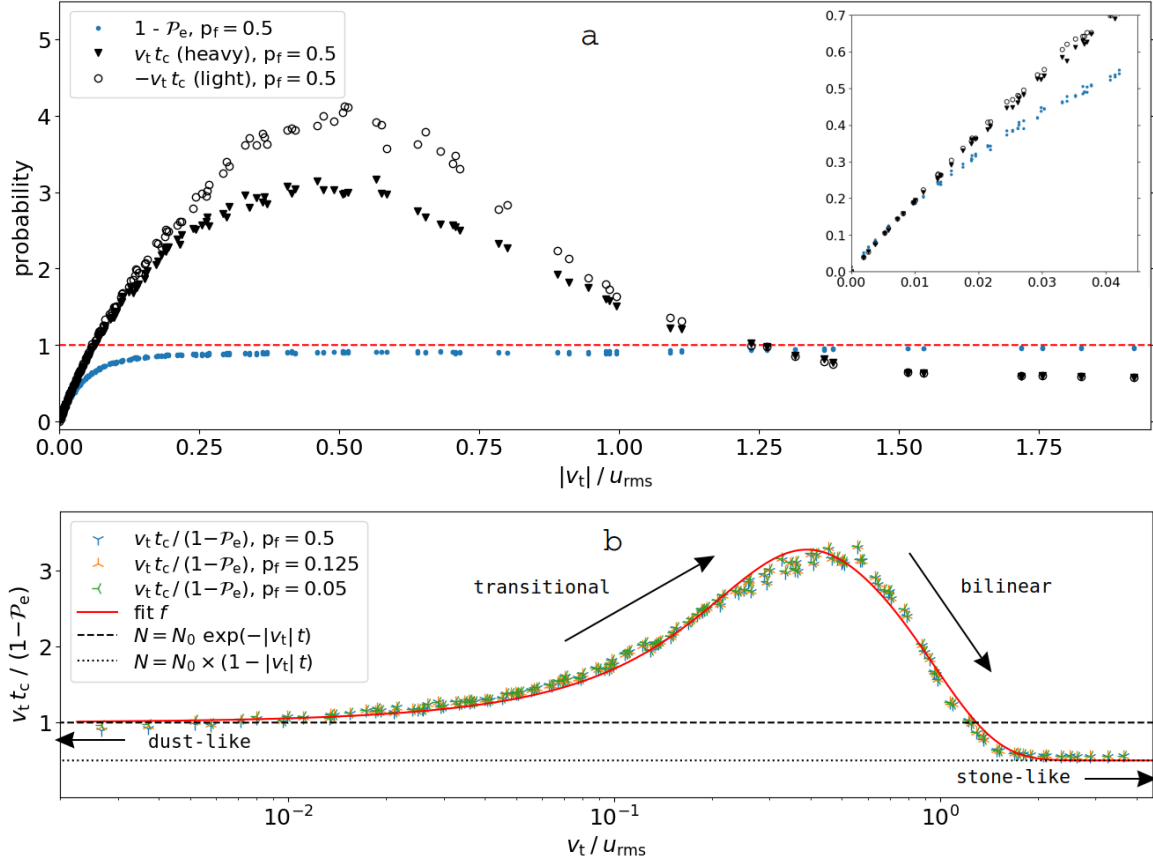 a
1 - 𝒫e, pf = 0.5
vt tc (heavy), pf = 0.5
−vt tc (light), pf = 0.5
probability
5
4
3
2
1
0
0.00 0.25 0.50 0.75 1.00 1.25 1.50 1.75
|vt| / urms
0.7
0.6
0.5
0.4
0.3
0.2
0.1
0.0
0.00 0.01 0.02 0.03 0.04
b
vt tc / (1−𝒫e), pf = 0.5
vt tc / (1−𝒫e), pf = 0.125
vt tc / (1−𝒫e), pf = 0.05
fit f
N = N0 exp(−|vt| t)
N = N0 × (1 − |vt| t)
transitional
bilinear
dust-like
stone-like
vt tc / (1−𝒫e)
3
2
1
10−2 10−1 100
vt / urms